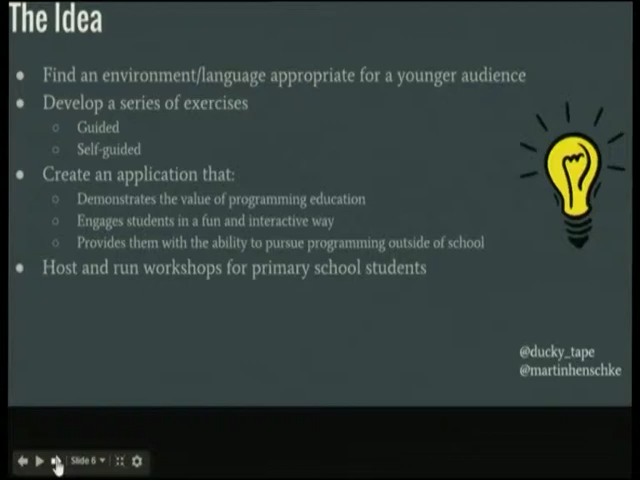 The Idea
Find an environment/language appropriate for a younger audience
Develop a series of exercises
Guided
Self-guided
Create an application that:
Demonstrates the value of programming education
Engages students in a fun and interactive way
Provides them with the ability to pursue programming outside of school
Host and run workshops for primary school students
@ducky_tape
@martinhenschke
Slide 6